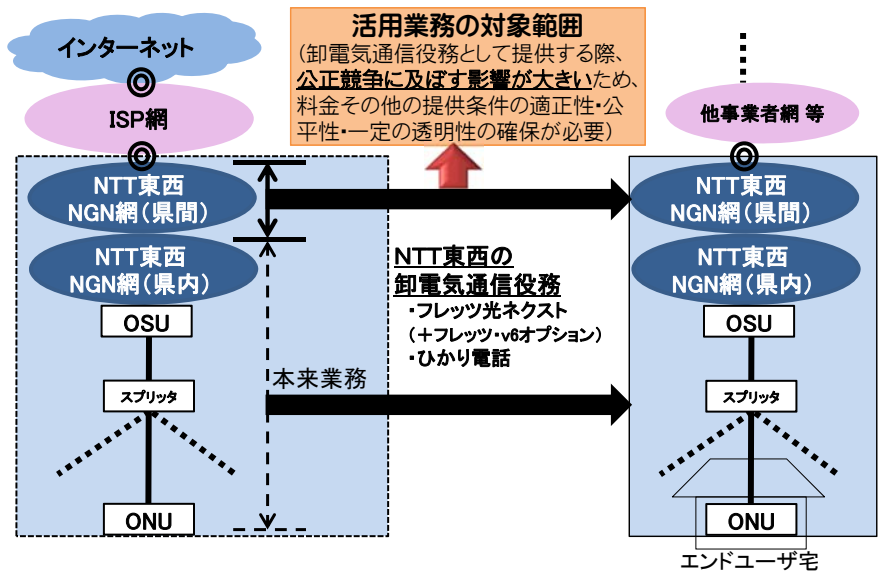 インターネット
ISP網
活用業務の対象範囲
(卸電気通信役務として提供する際、
公正競争に及ぼす影響が大きいため、
料金その他の提供条件の適正性・公
平性・一定の透明性の確保が必要)
他事業者網 等
NTT東西
NGN網(県間)
NTT東西
NGN網(県内)
OSU
スプリッタ
ONU
本来業務
NTT東西の
卸電気通信役務
・フレッツ光ネクスト
(+フレッツ・v6オプション)
・ひかり電話
NTT東西
NGN網(県間)
NTT東西
NGN網(県内)
OSU
スプリッタ
ONU
エンドユーザ宅